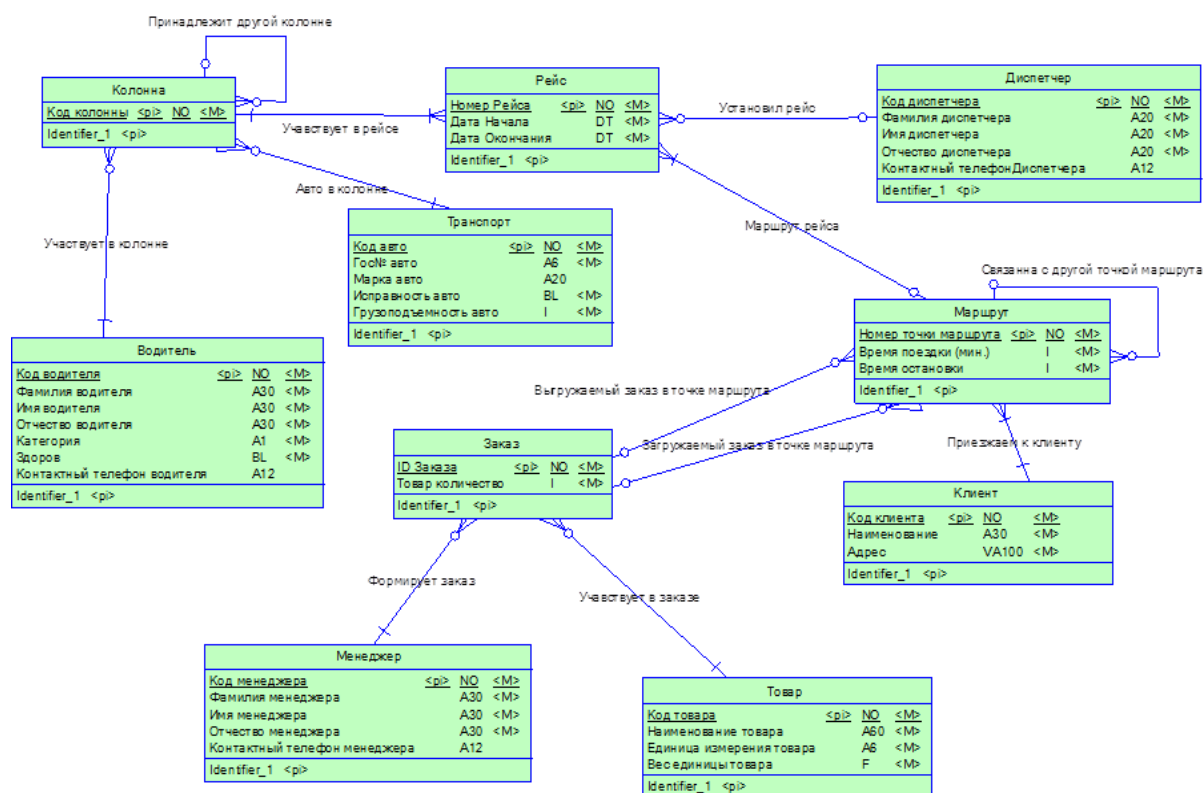 Принадлежит другой колонне
Колонна
Код колонны <pi> NO <M>
Identifier_1 <pi>
Учавствует в рейсе
Рейс
Номер Рейса <pi> NO <M>
Дата Начала DT <M>
Дата Окончания DT <M>
Identifier_1 <pi>
Установил рейс
Диспетчер
Код диспетчера <pi> NO <M>
Фамилия диспетчера A20 <M>
Имя диспетчера A20 <M>
Отчество диспетчера A20 <M>
Контактный телефонДиспетчера A12
Identifier_1 <pi>
Авто в колонне
Участвует в колонне
Транспорт
Код авто <pi> NO <M>
Гос№ авто A6 <M>
Марка авто A20
Исправность авто BL <M>
Грузоподъемность авто I <M>
Identifier_1 <pi>
Маршрут рейса
Связанна с другой точкой маршрута
Маршрут
Номер точки маршрута <pi> NO <M>
Время поездки (мин.) I <M>
Время остановки I <M>
Identifier_1 <pi>
Водитель
Код водителя <pi> NO <M>
Фамилия водителя A30 <M>
Имя водителя A30 <M>
Отчество водителя A30 <M>
Категория A1 <M>
Здоров BL <M>
Контактный телефон водителя A12
Identifier_1 <pi>
Выгружаемый заказ в точке маршрута
Загружаемый заказ в точке маршрута
Приезжаем к клиенту
Заказ
ID Заказа <pi> NO <M>
Товар количество I <M>
Identifier_1 <pi>
Клиент
Код клиента <pi> NO <M>
Наименование A30 <M>
Адрес VA100 <M>
Identifier_1 <pi>
Формирует заказ
Учавствует в заказе
Менеджер
Код менеджера <pi> NO <M>
Фамилия менеджера A30 <M>
Имя менеджера A30 <M>
Отчество менеджера A30 <M>
Контактный телефон менеджера A12
Identifier_1 <pi>
Товар
Код товара <pi> NO <M>
Наименование товара A60 <M>
Единица измерения товара A6 <M>
Вес единицы товара F <M>
Identifier_1 <pi>